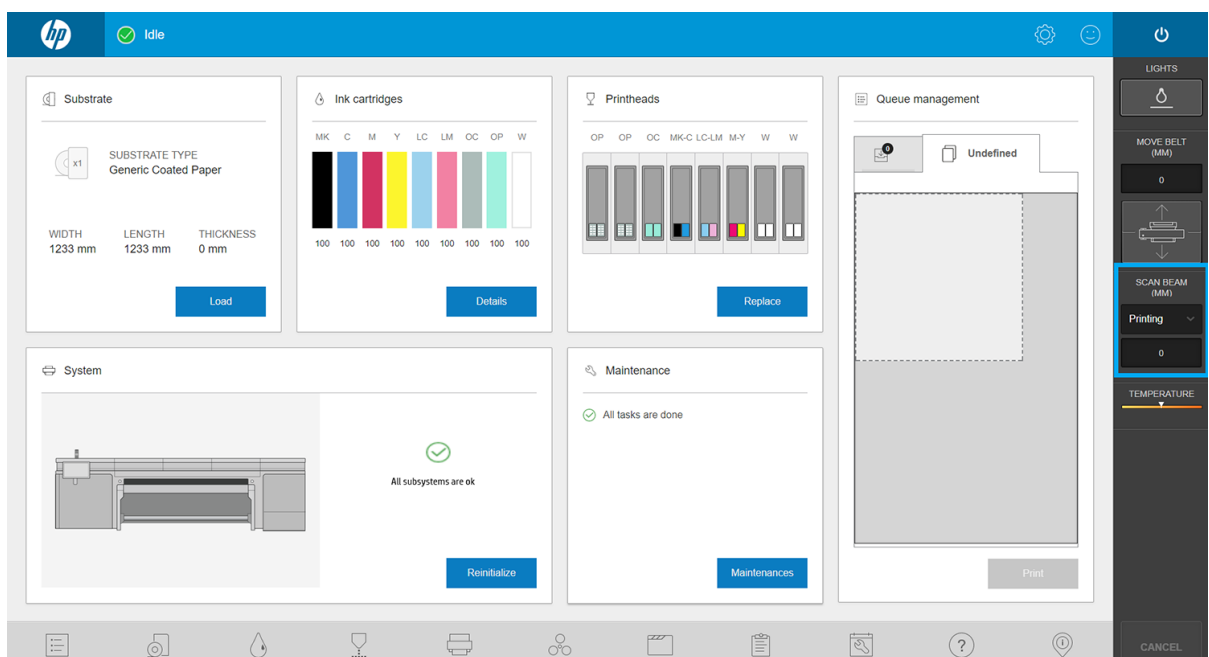 hp
Idle
LIGHTS
MOVE BELT
(MM)
0
SCAN BEAM
(MM)
Printing
0
TEMPERATURE
CANCEL
Substrate
x1
SUBSTRATE TYPE
Generic Coated Paper
WIDTH LENGTH THICKNESS
1233 mm 1233 mm 0 mm
Load
Ink cartridges
MK C M Y LC LM OC OP W
100 100 100 100 100 100 100 100 100
Details
Printheads
OP OP OC MK-C LC-LM M-Y W W
Replace
Queue management
0
Undefined
Print
System
All subsystems are ok
Reinitialize
Maintenance
All tasks are done
Maintenances
?